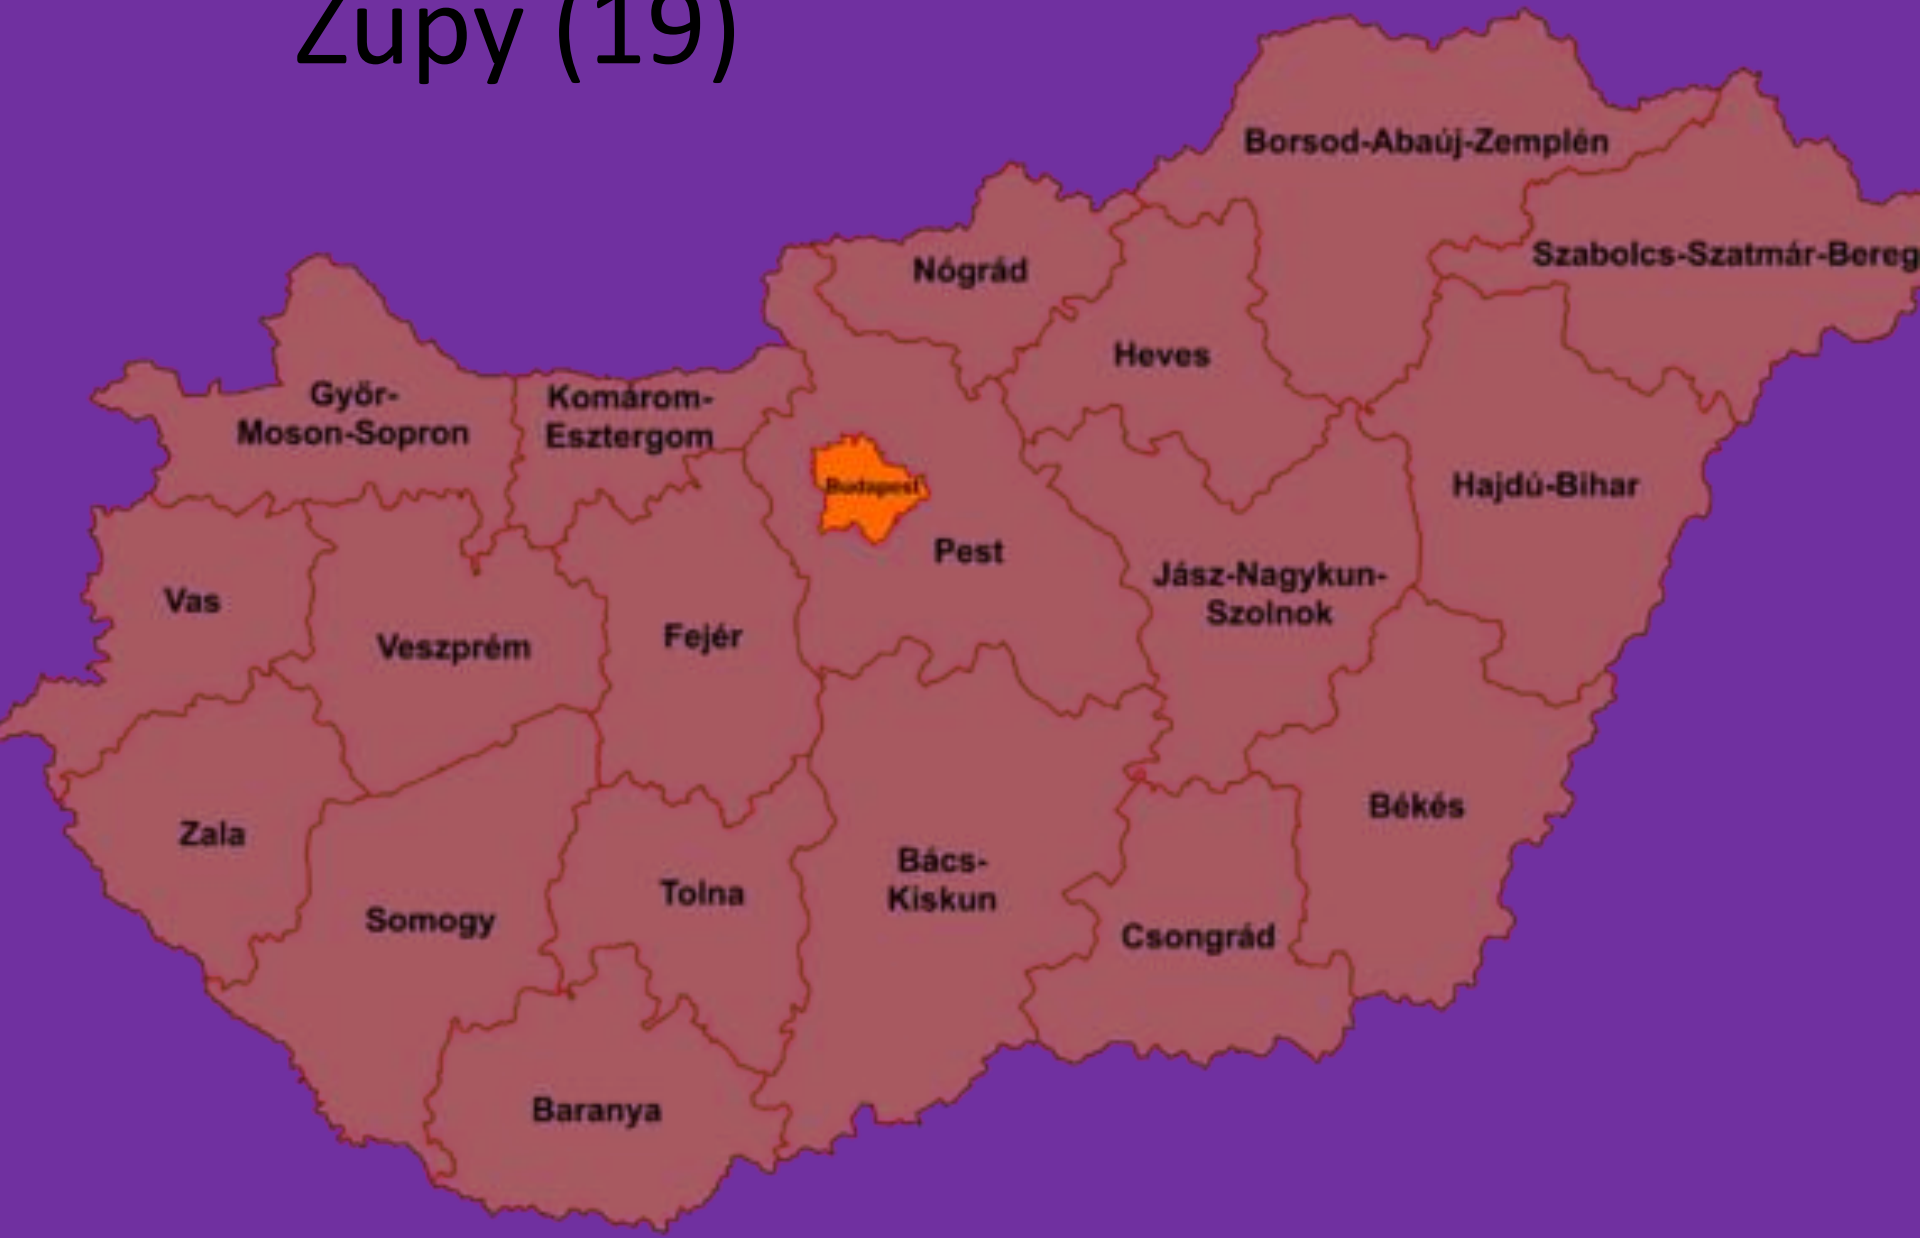 Župy (19)
Borsod-Abaúj-Zemplén
Szabolcs-Szatmár-Bereg
Nógrád
Heves
Győr-
Moson-Sopron
Komárom-
Esztergom
Budapest
Hajdú-Bihar
Pest
Jász-Nagykun-
Szolnok
Vas
Veszprém
Fejér
Békés
Zala
Bács-
Kiskun
Tolna
Somogy
Csongrád
Baranya